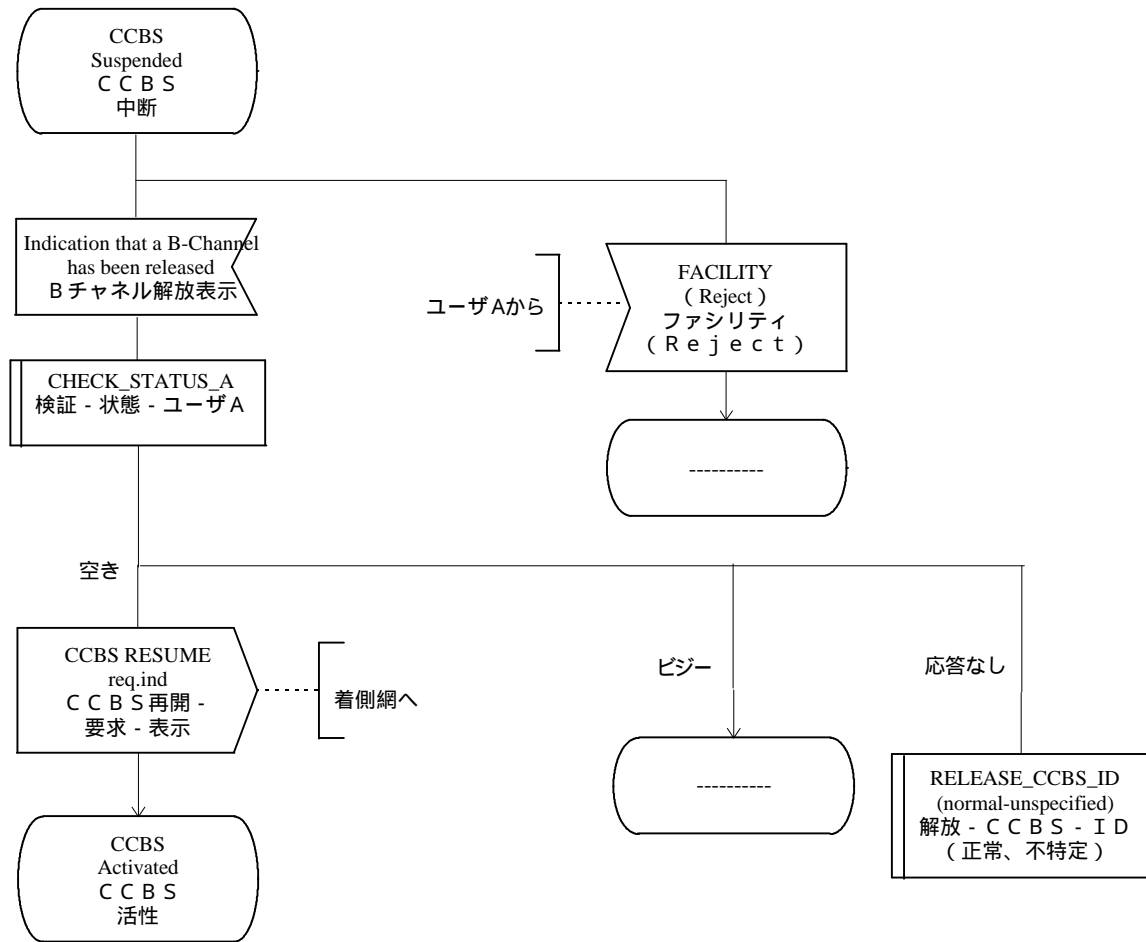 CCBS
Suspended
ＣＣＢＳ
中断
Indication that a B-Channel
has been released
Ｂチャネル解放表示
ユーザAから
FACILITY
( Reject )
ファシリティ
（Ｒｅｊｅｃｔ）
CHECK_STATUS_A
検証 - 状態 - ユーザA
----------
空き
ビジー
応答なし
CCBS RESUME
req.ind
ＣＣＢＳ再開 -
要求 - 表示
着側網へ
----------
RELEASE_CCBS_ID
(normal-unspecified)
解放 - ＣＣＢＳ - ＩＤ
（正常、不特定）
CCBS
Activated
ＣＣＢＳ
活性